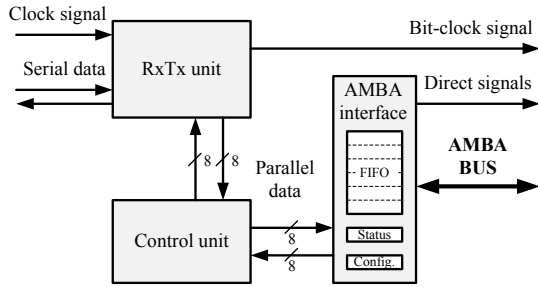 Clock signal
Bit-clock signal
Serial data
RxTx unit
AMBA
interface
Direct signals
FIFO
AMBA
BUS
8
8
Parallel
data
Control unit
8
8
Status
Config.